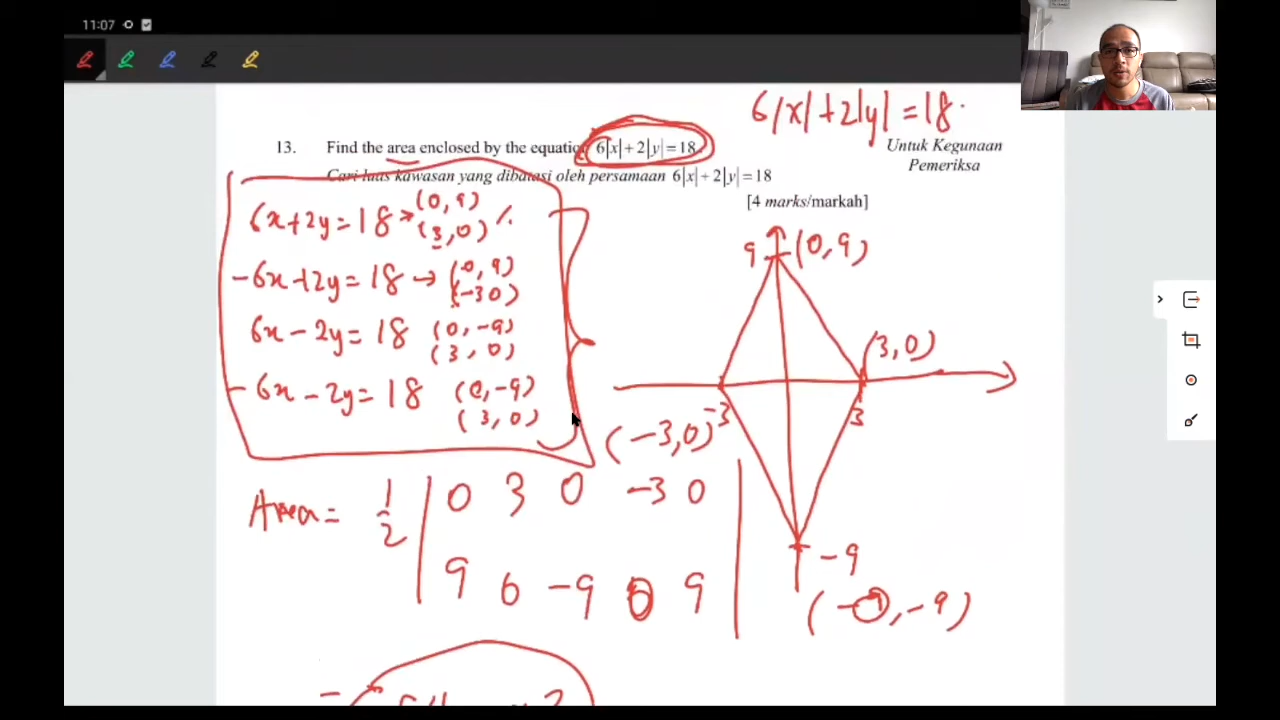 11:07
6|x|+2|y|=18.
13. Find the area enclosed by the equation 6|x|+2|y|=18
Untuk Kegunaan
Pemeriksa
Cari luas kawasan yang dibatasi oleh persamaan 6|x|+2|y|=18
[4 marks/markah]
6x+2y=18 → (0,9)
(3,0)
-6x+2y=18 → (0,9)
(-30)
6x-2y=18 (0,-9)
(3,0)
-6x-2y=18 (0,-9)
(3,0)
9 (0,9)
(3,0)
-3
3
(-3,0)
-9
Area = 1/2 | 0 3 0 -3 0 |
9 0 -9 0 9
(-0,-9)